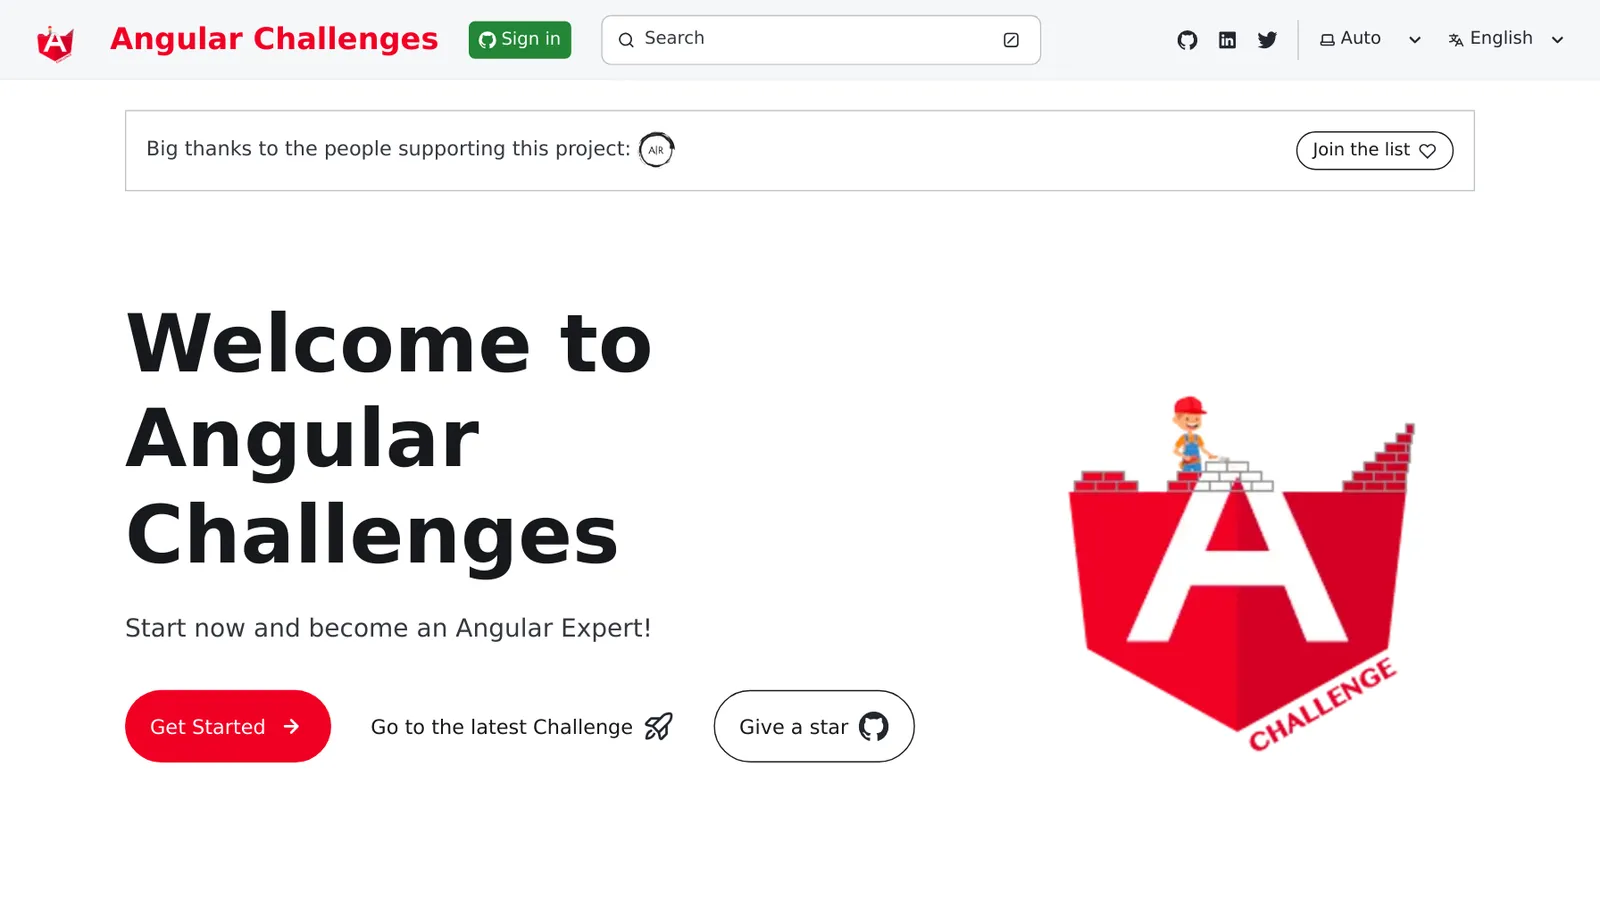 Angular Challenges
Sign in
Search
Auto
English
Big thanks to the people supporting this project:
A|R
Join the list
Welcome to
Angular
Challenges
Start now and become an Angular Expert!
Get Started
Go to the latest Challenge
Give a star
A
CHALLENGE